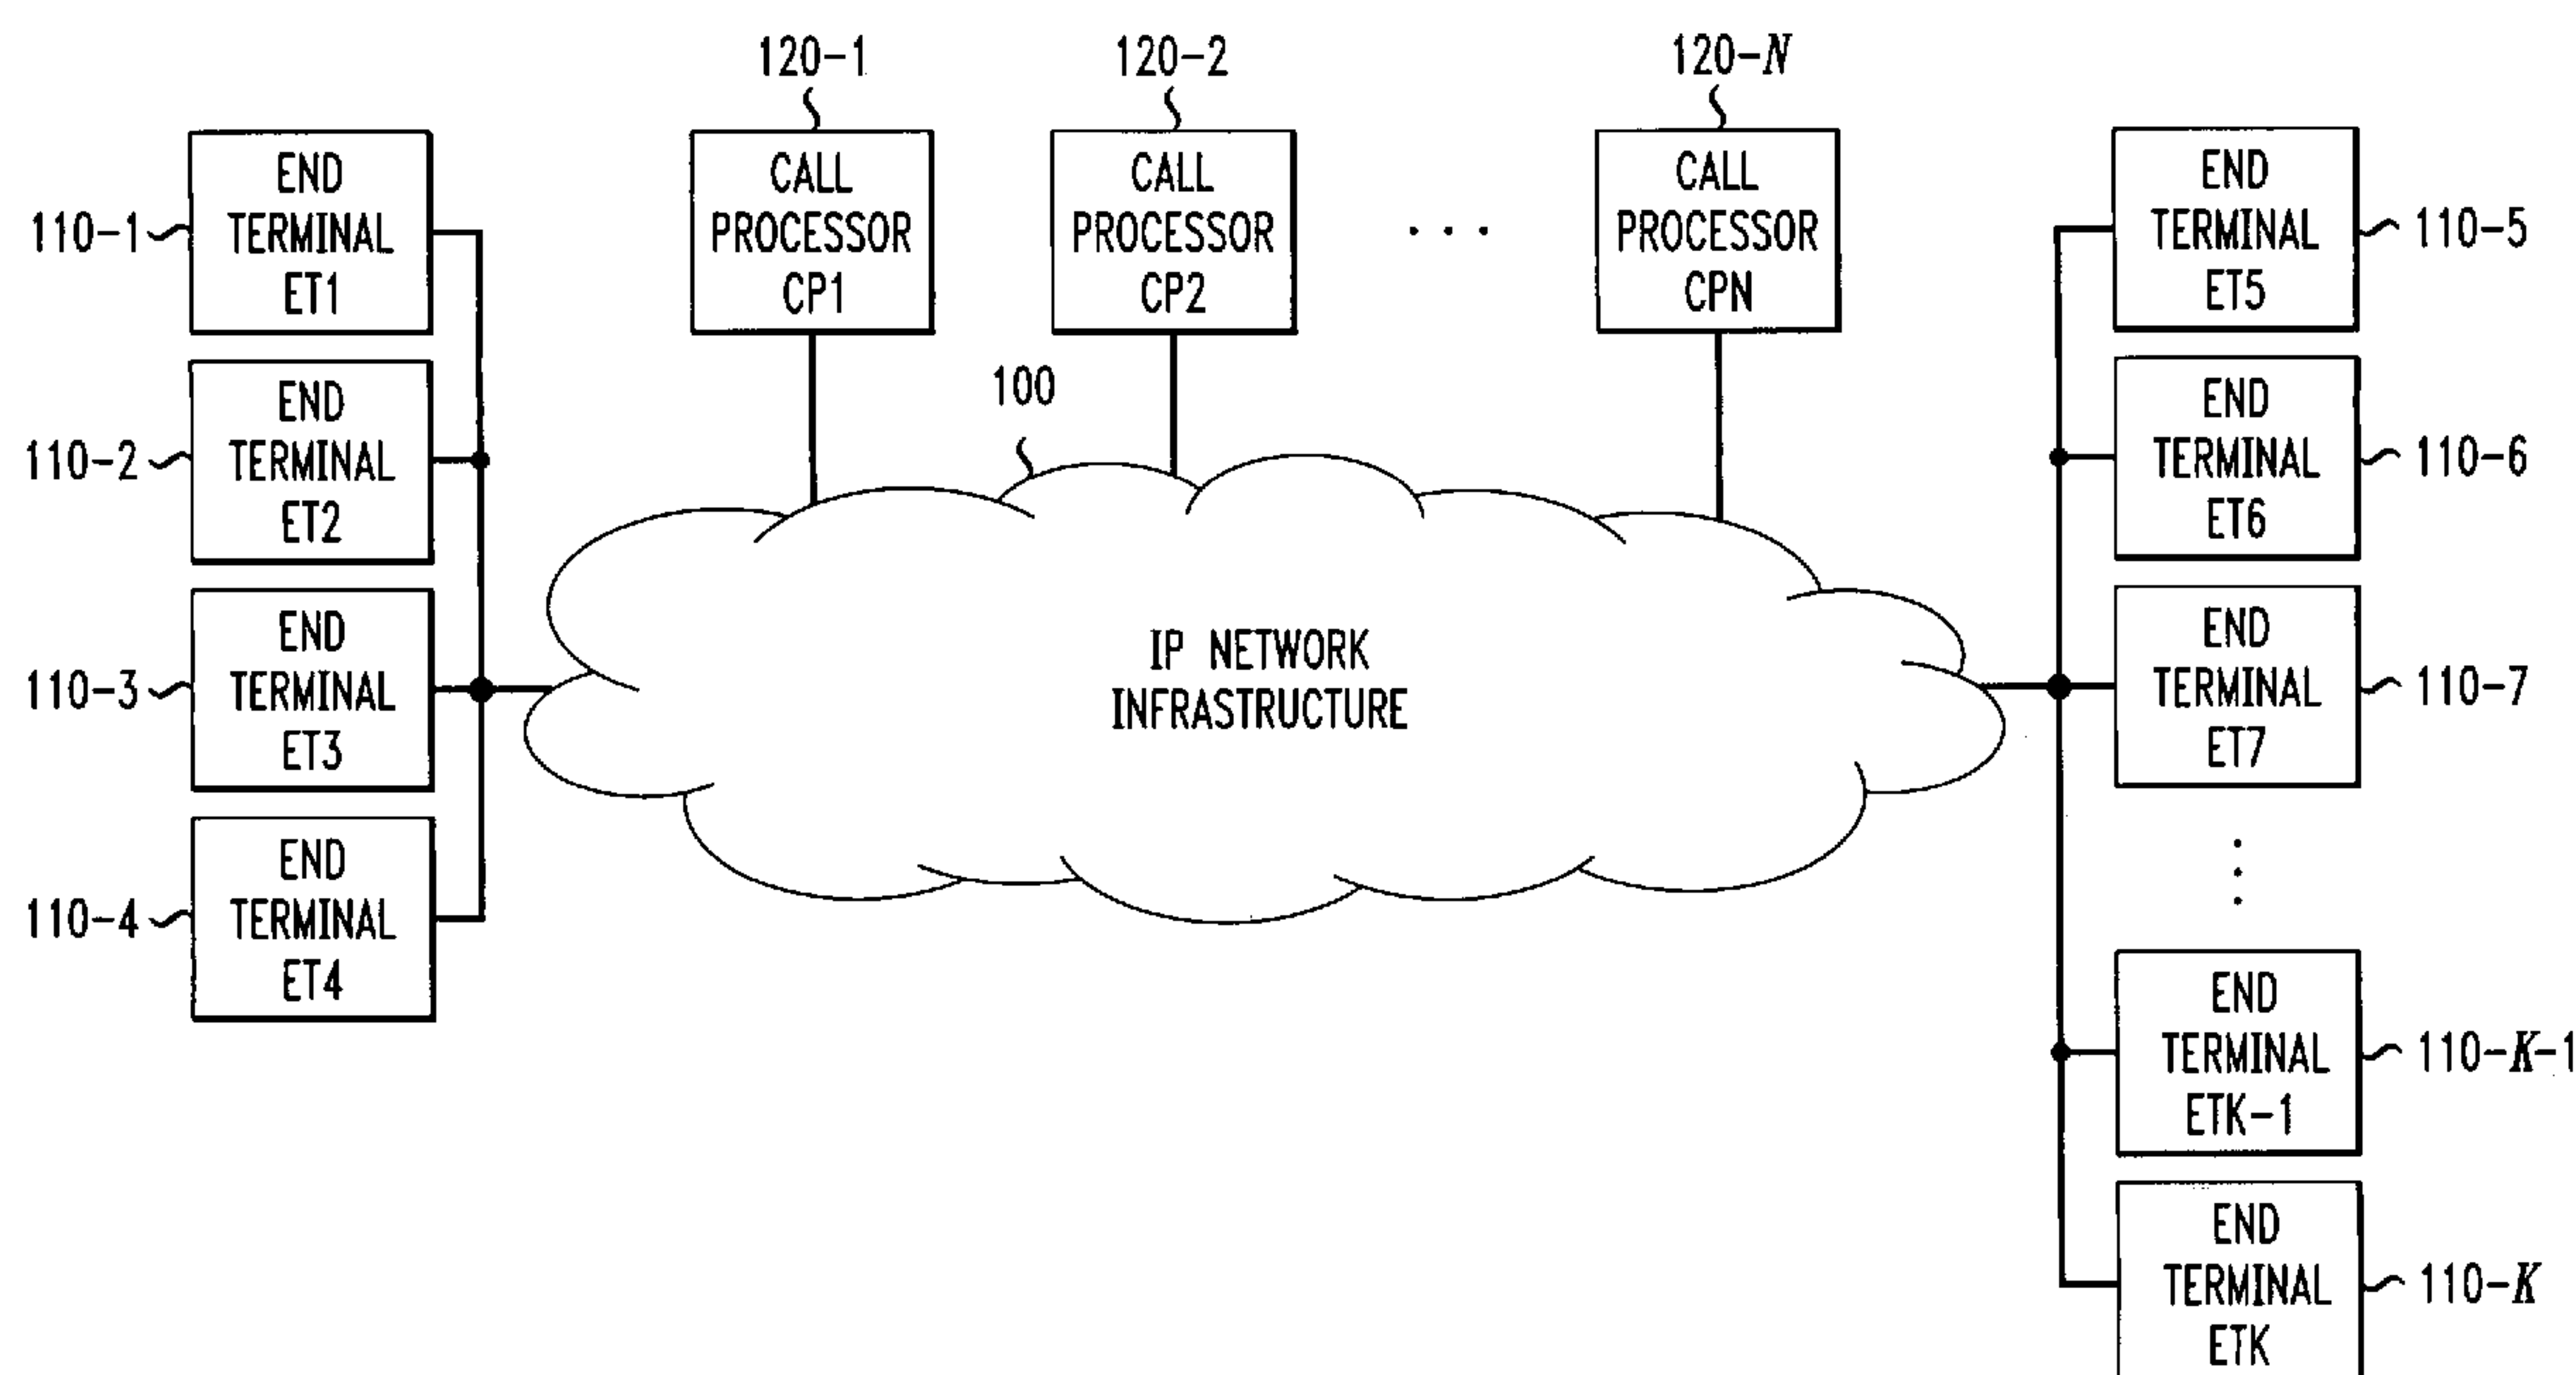 120-1
120-2
120-N
110-1
END
TERMINAL
ET1
CALL
PROCESSOR
CP1
CALL
PROCESSOR
CP2
. . .
CALL
PROCESSOR
CPN
END
TERMINAL
ET5
110-5
100
110-2
END
TERMINAL
ET2
END
TERMINAL
ET6
110-6
110-3
END
TERMINAL
ET3
IP NETWORK
INFRASTRUCTURE
END
TERMINAL
ET7
110-7
110-4
END
TERMINAL
ET4
END
TERMINAL
ETK-1
110-K-1
END
TERMINAL
ETK
110-K